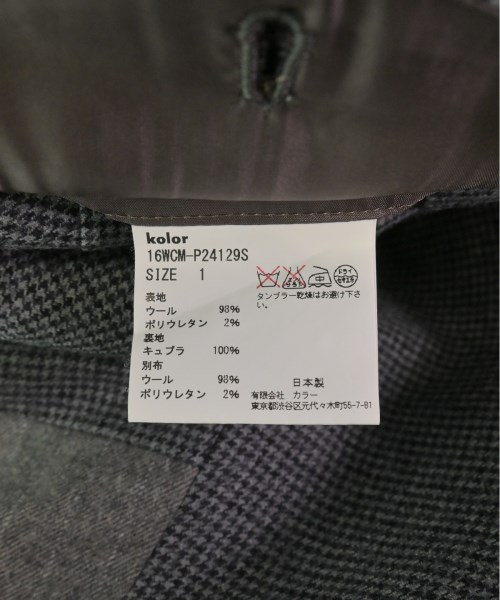 kolor
16WCM-P24129S
SIZE 1
表地
ウール 98%
ポリウレタン 2%
裏地
キュプラ 100%
別布
ウール 98%
ポリウレタン 2%
ドライ
タンブラー乾燥はお避け下さい。
日本製
有限会社 カラー
東京都渋谷区元代々木町55-7-B1